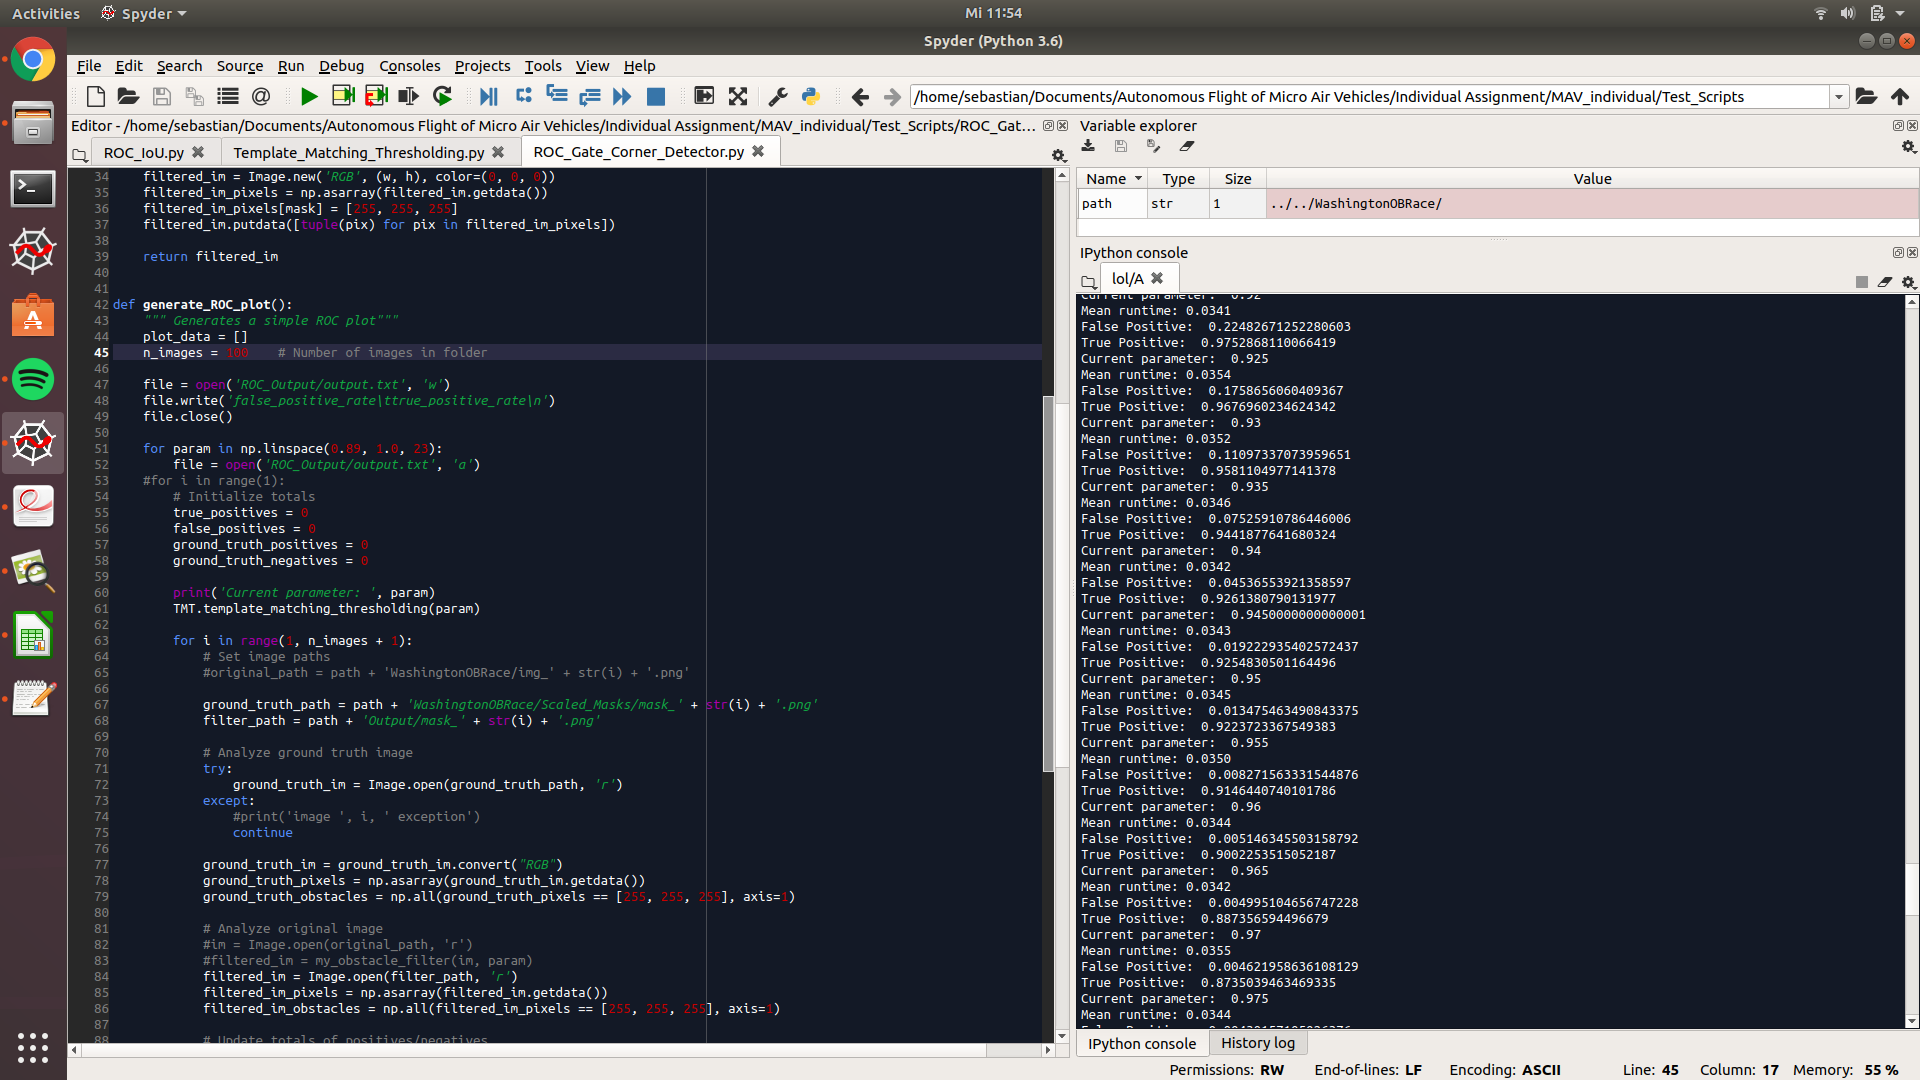 Activities
Spyder
Mi 11:54
Spyder (Python 3.6)
File Edit Search Source Run Debug Consoles Projects Tools View Help
/home/sebastian/Documents/Autonomous Flight of Micro Air Vehicles/Individual Assignment/MAV_individual/Test_Scripts
Editor - /home/sebastian/Documents/Autonomous Flight of Micro Air Vehicles/Individual Assignment/MAV_individual/Test_Scripts/ROC_Gat...
ROC_IoU.py Template_Matching_Thresholding.py ROC_Gate_Corner_Detector.py
34 filtered_im = Image.new('RGB', (w, h), color=(0, 0, 0))
35 filtered_im_pixels = np.asarray(filtered_im.getdata())
36 filtered_im_pixels[mask] = [255, 255, 255]
37 filtered_im.putdata([tuple(pix) for pix in filtered_im_pixels])
38
39 return filtered_im
40
41
42 def generate_ROC_plot():
43 """ Generates a simple ROC plot"""
44 plot_data = []
45 n_images = 100 # Number of images in folder
46
47 file = open('ROC_Output/output.txt', 'w')
48 file.write('false_positive_rate\ttrue_positive_rate\n')
49 file.close()
50
51 for param in np.linspace(0.89, 1.0, 23):
52 file = open('ROC_Output/output.txt', 'a')
53 #for i in range(1):
54 # Initialize totals
55 true_positives = 0
56 false_positives = 0
57 ground_truth_positives = 0
58 ground_truth_negatives = 0
59
60 print('Current parameter: ', param)
61 TMT.template_matching_thresholding(param)
62
63 for i in range(1, n_images + 1):
64 # Set image paths
65 #original_path = path + 'WashingtonOBRace/img_' + str(i) + '.png'
66
67 ground_truth_path = path + 'WashingtonOBRace/Scaled_Masks/mask_' + str(i) + '.png'
68 filter_path = path + 'Output/mask_' + str(i) + '.png'
69
70 # Analyze ground truth image
71 try:
72 ground_truth_im = Image.open(ground_truth_path, 'r')
73 except:
74 #print('image ', i, ' exception')
75 continue
76
77 ground_truth_im = ground_truth_im.convert("RGB")
78 ground_truth_pixels = np.asarray(ground_truth_im.getdata())
79 ground_truth_obstacles = np.all(ground_truth_pixels == [255, 255, 255], axis=1)
80
81 # Analyze original image
82 #im = Image.open(original_path, 'r')
83 #filtered_im = my_obstacle_filter(im, param)
84 filtered_im = Image.open(filter_path, 'r')
85 filtered_im_pixels = np.asarray(filtered_im.getdata())
86 filtered_im_obstacles = np.all(filtered_im_pixels == [255, 255, 255], axis=1)
87
88 # Update totals of positives/negatives
Variable explorer
Name Type Size Value
path str 1 ../../WashingtonOBRace/
IPython console
lol/A
Current parameter: 0.92
Mean runtime: 0.0341
False Positive: 0.22482671252280603
True Positive: 0.9752868110066419
Current parameter: 0.925
Mean runtime: 0.0354
False Positive: 0.1758656060409367
True Positive: 0.9676960234624342
Current parameter: 0.93
Mean runtime: 0.0352
False Positive: 0.11097337073959651
True Positive: 0.9581104977141378
Current parameter: 0.935
Mean runtime: 0.0346
False Positive: 0.07525910786446006
True Positive: 0.9441877641680324
Current parameter: 0.94
Mean runtime: 0.0342
False Positive: 0.04536553921358597
True Positive: 0.9261380790131977
Current parameter: 0.9450000000000001
Mean runtime: 0.0343
False Positive: 0.019222935402572437
True Positive: 0.9254830501164496
Current parameter: 0.95
Mean runtime: 0.0345
False Positive: 0.013475463490843375
True Positive: 0.9223723367549383
Current parameter: 0.955
Mean runtime: 0.0350
False Positive: 0.008271563331544876
True Positive: 0.9146440740101786
Current parameter: 0.96
Mean runtime: 0.0344
False Positive: 0.005146345503158792
True Positive: 0.9002253515052187
Current parameter: 0.965
Mean runtime: 0.0342
False Positive: 0.004995104656747228
True Positive: 0.887356594496679
Current parameter: 0.97
Mean runtime: 0.0355
False Positive: 0.004621958636108129
True Positive: 0.8735039463469335
Current parameter: 0.975
Mean runtime: 0.0344
False Positive:
IPython console History log
Permissions: RW End-of-lines: LF Encoding: ASCII Line: 45 Column: 17 Memory: 55 %